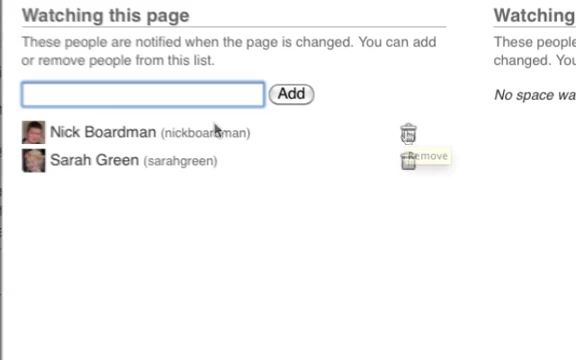 Watching this page
These people are notified when the page is changed. You can add
or remove people from this list.
Add
Nick Boardman (nickboardman)
Sarah Green (sarahgreen)
Remove
Watching
These people
changed. You
No space wa